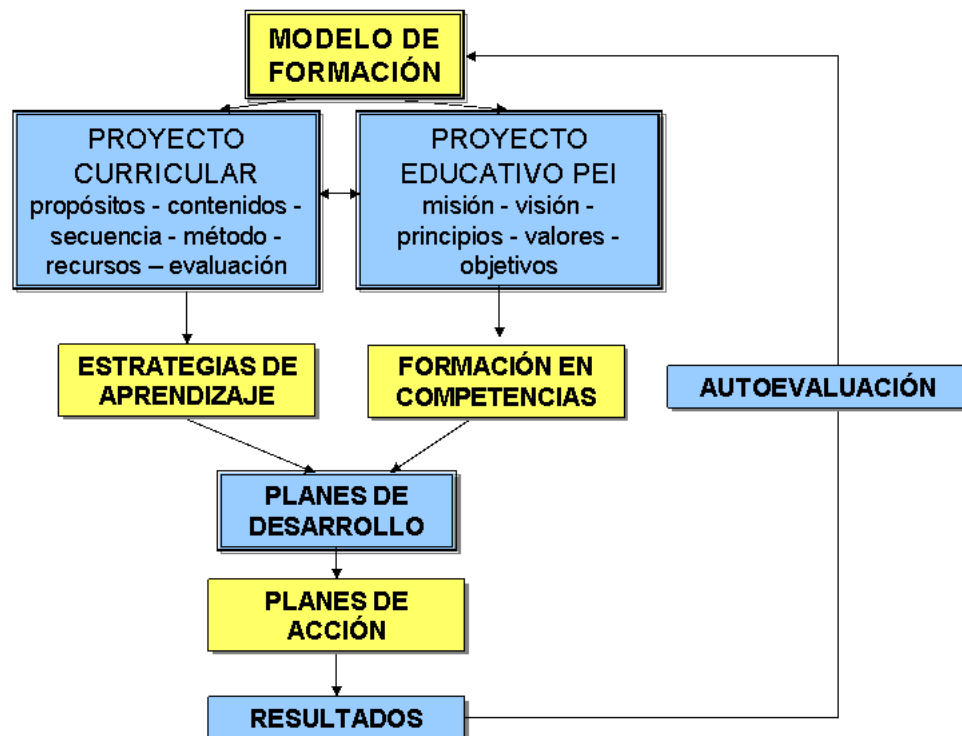 MODELO DE
FORMACIÓN
PROYECTO
CURRICULAR
propósitos - contenidos -
secuencia - método -
recursos – evaluación
PROYECTO
EDUCATIVO PEI
misión - visión -
principios - valores -
objetivos
ESTRATEGIAS DE
APRENDIZAJE
FORMACIÓN EN
COMPETENCIAS
AUTOEVALUACIÓN
PLANES DE
DESARROLLO
PLANES DE
ACCIÓN
RESULTADOS